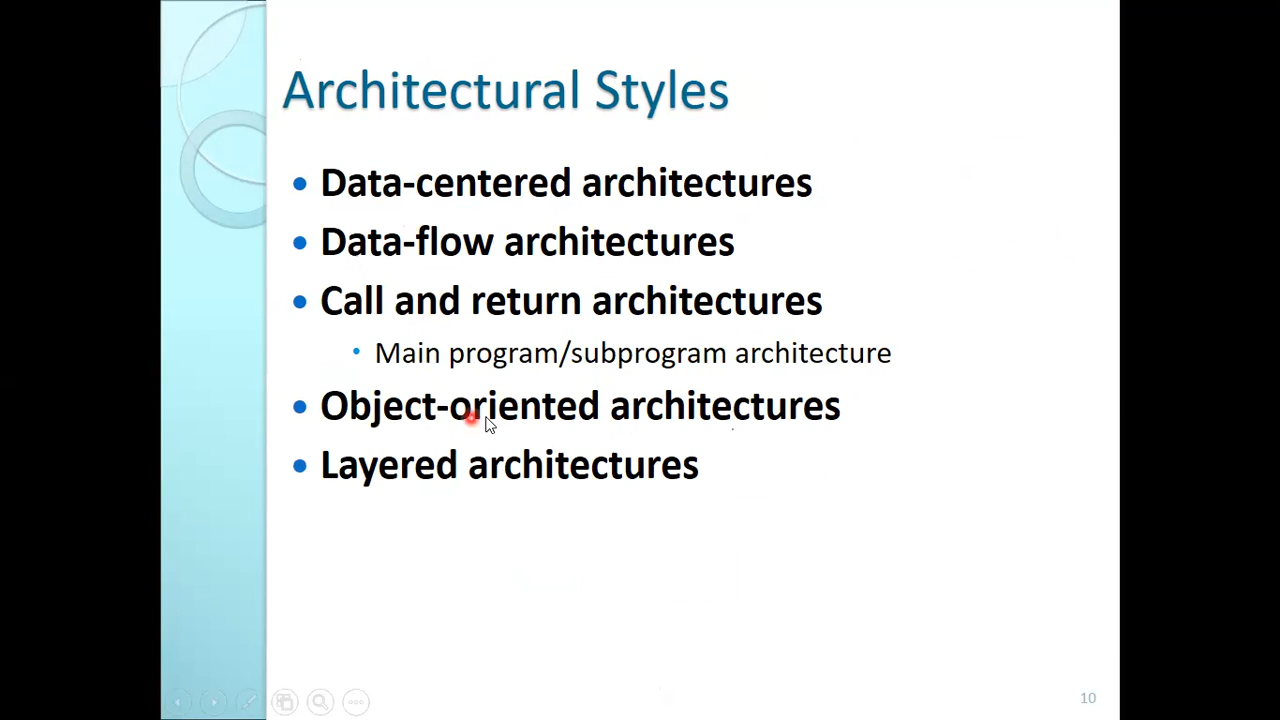 Architectural Styles
• Data-centered architectures
• Data-flow architectures
• Call and return architectures
• Main program/subprogram architecture
• Object-oriented architectures
• Layered architectures
10